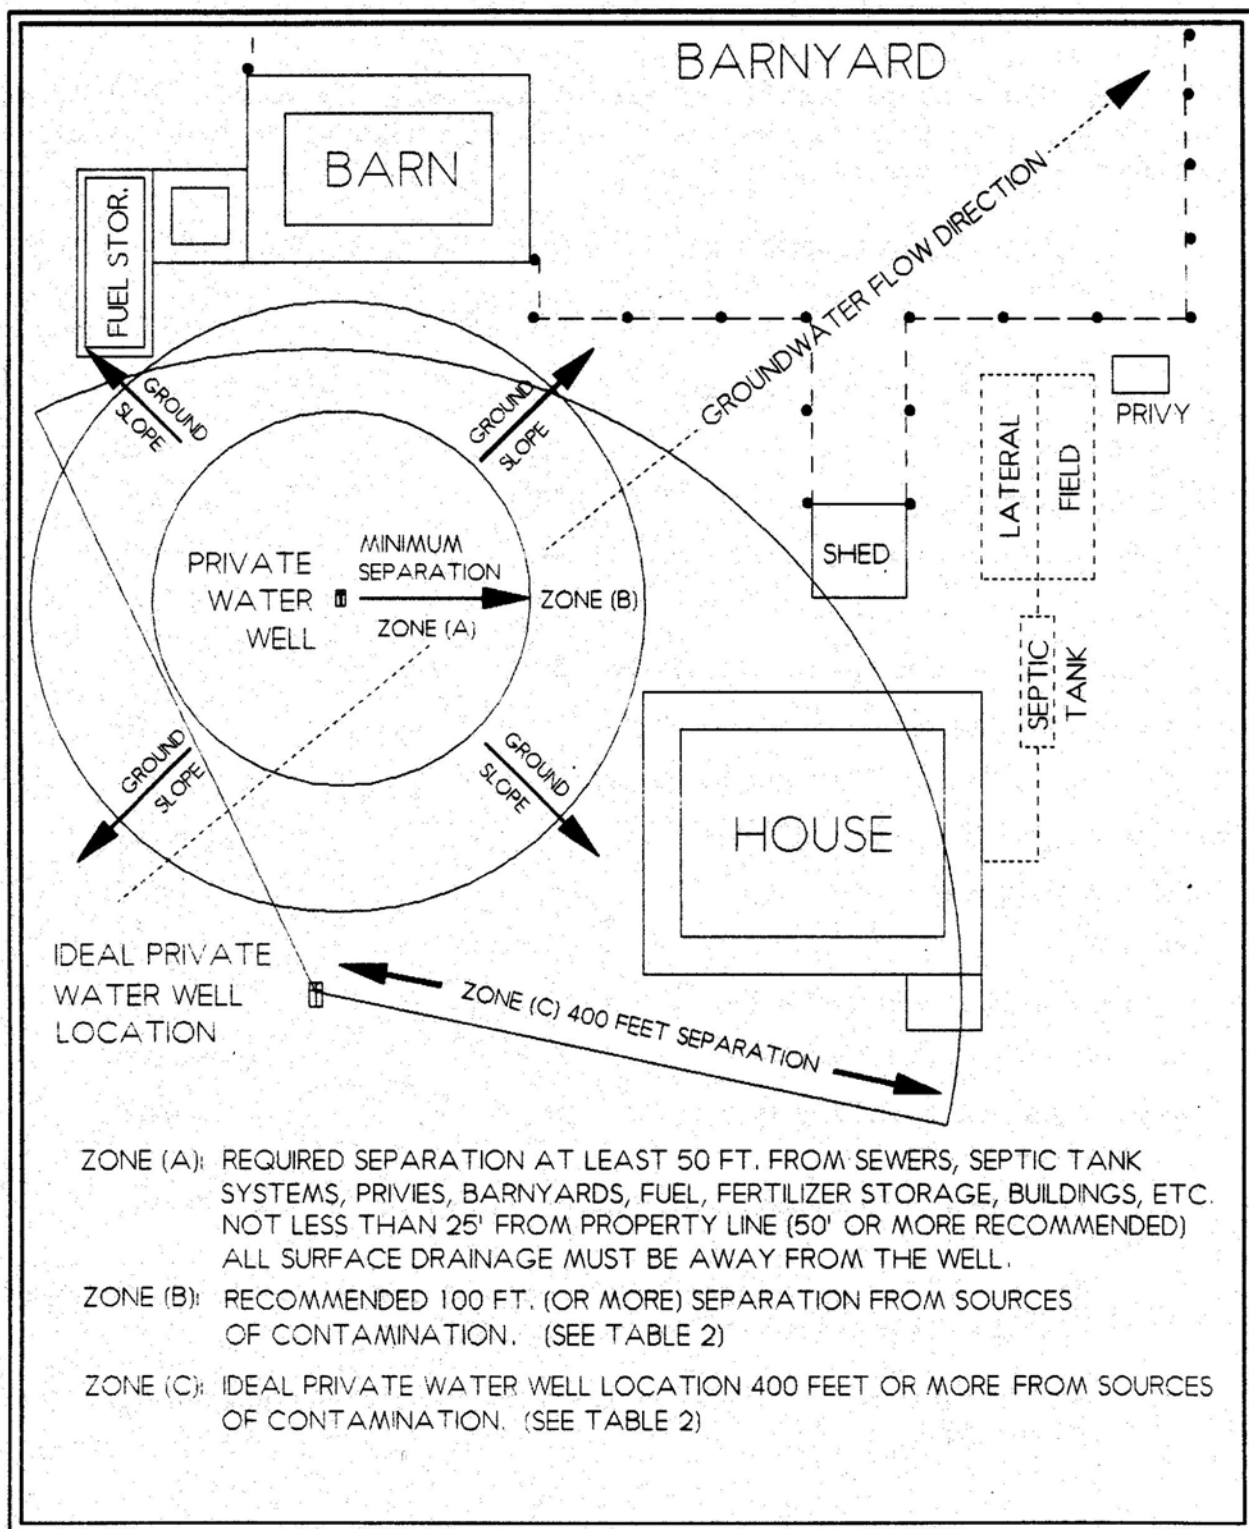 BARNYARD
BARN
FUEL STOR.
GROUNDWATER FLOW DIRECTION
GROUND
SLOPE
GROUND
SLOPE
PRIVY
LATERAL
FIELD
SHED
PRIVATE
WATER
WELL
MINIMUM
SEPARATION
ZONE (A)
ZONE (B)
SEPTIC
TANK
GROUND
SLOPE
GROUND
SLOPE
HOUSE
IDEAL PRIVATE
WATER WELL
LOCATION
ZONE (C) 400 FEET SEPARATION
ZONE (A): REQUIRED SEPARATION AT LEAST 50 FT. FROM SEWERS, SEPTIC TANK
SYSTEMS, PRIVIES, BARNYARDS, FUEL, FERTILIZER STORAGE, BUILDINGS, ETC.
NOT LESS THAN 25' FROM PROPERTY LINE (50' OR MORE RECOMMENDED)
ALL SURFACE DRAINAGE MUST BE AWAY FROM THE WELL.
ZONE (B): RECOMMENDED 100 FT. (OR MORE) SEPARATION FROM SOURCES
OF CONTAMINATION. (SEE TABLE 2)
ZONE (C): IDEAL PRIVATE WATER WELL LOCATION 400 FEET OR MORE FROM SOURCES
OF CONTAMINATION. (SEE TABLE 2)